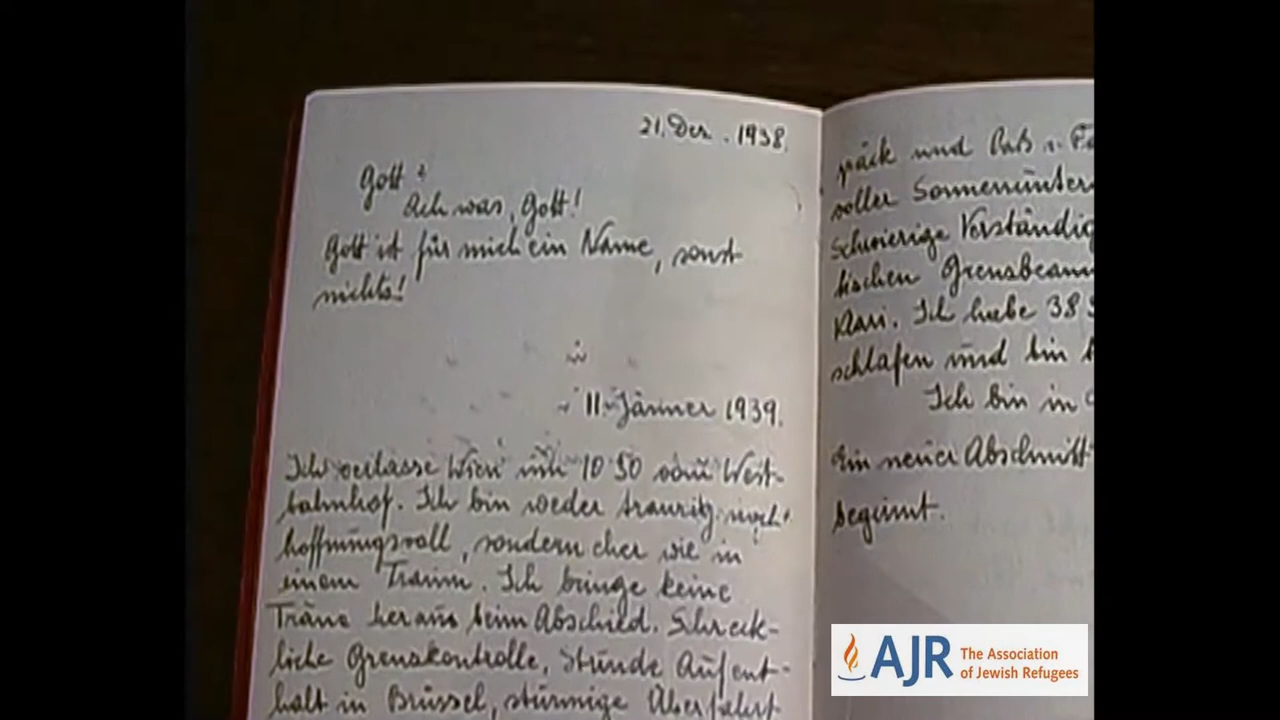 21. Dez. 1938.
Gott?
Ach was, Gott!
Gott ist für mich ein Name, sonst
nichts!
11. Jänner 1939.
Ich verlasse Wien um 10 50 vom West-
bahnhof. Ich bin weder traurig noch
hoffnungsvoll, sondern eher wie in
einem Traum. Ich bringe keine
Träne heraus beim Abschied. Schreck-
liche Grenzkontrolle, Stunde Aufent-
halt in Brüssel, stürmige Überfahrt
päck und Paß
voller Sonnenunter
Schwierige Verständig
tischen Grenzbeam
Ich habe 38
schlafen und bin
Ich bin in
Ein neuer Abschnitt
beginnt.
AJR The Association
of Jewish Refugees